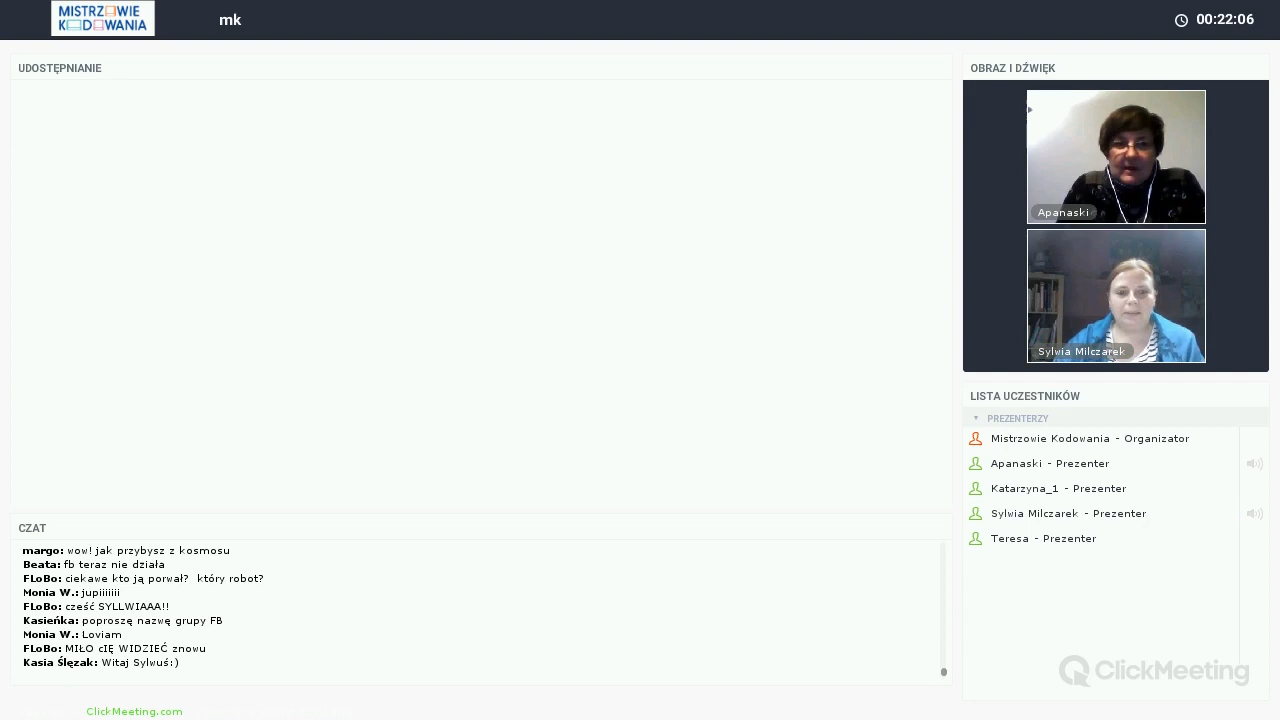 MISTRZOWIE
KODOWANIA
mk
00:22:06
UDOSTĘPNIANIE
OBRAZ I DŹWIĘK
Apanaski
Sylwia Milczarek
LISTA UCZESTNIKÓW
PREZENTERZY
Mistrzowie Kodowania - Organizator
Apanaski - Prezenter
Katarzyna_1 - Prezenter
Sylwia Milczarek - Prezenter
Teresa - Prezenter
ClickMeeting
CZAT
margo: wow! jak przybysz z kosmosu
Beata: fb teraz nie działa
FLoBo: ciekawe kto ją porwał? który robot?
Monia W.: jupiiiiiii
FLoBo: cześć SYLLWIAAA!!
Kasieńka: poproszę nazwę grupy FB
Monia W.: Loviam
FLoBo: MIŁO cIĘ WIDZIEĆ znowu
Kasia Ślęzak: Witaj Sylwuś:)
ClickMeeting.com